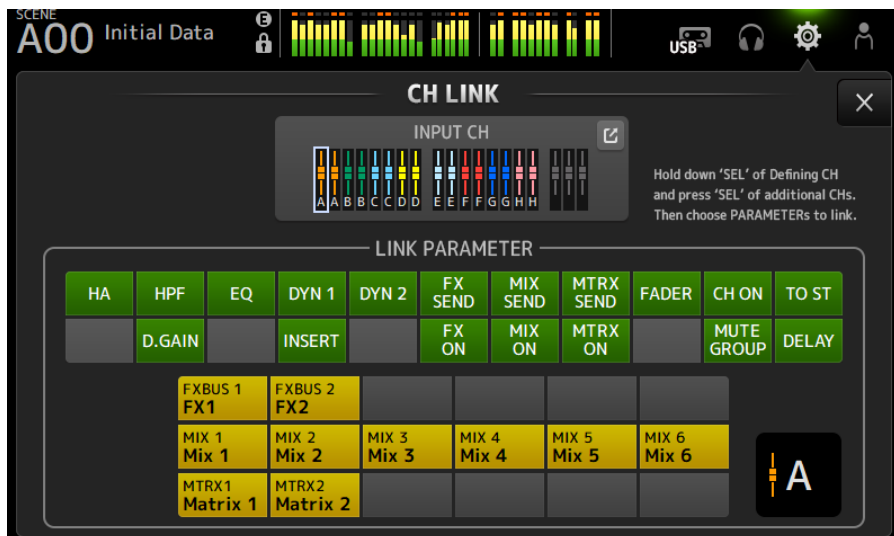 SCENE
A00 Initial Data
E
USB
CH LINK
INPUT CH
A A B B C C D D E E F F G G H H
Hold down 'SEL' of Defining CH
and press 'SEL' of additional CHs.
Then choose PARAMETERs to link.
LINK PARAMETER
HA HPF EQ DYN 1 DYN 2 FX SEND MIX SEND MTRX SEND FADER CH ON TO ST
D.GAIN INSERT FX ON MIX ON MTRX ON MUTE GROUP DELAY
FXBUS 1 FXBUS 2
FX1 FX2
MIX 1 MIX 2 MIX 3 MIX 4 MIX 5 MIX 6
Mix 1 Mix 2 Mix 3 Mix 4 Mix 5 Mix 6
MTRX1 MTRX2
Matrix 1 Matrix 2
A